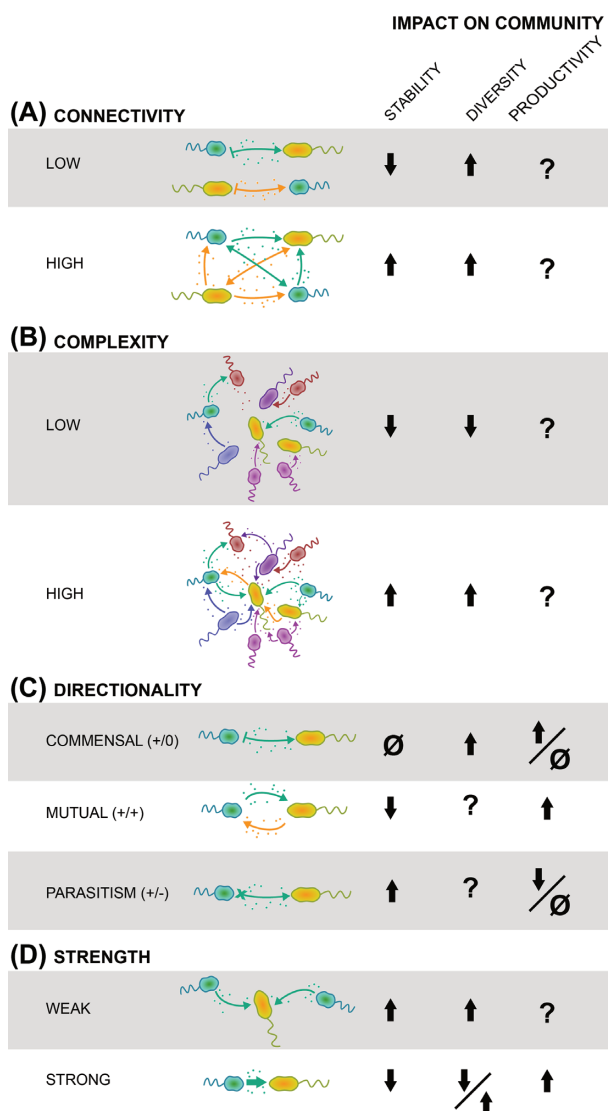 IMPACT ON COMMUNITY
STABILITY
DIVERSITY
PRODUCTIVITY
(A) CONNECTIVITY
LOW
?
HIGH
?
(B) COMPLEXITY
LOW
?
HIGH
?
(C) DIRECTIONALITY
COMMENSAL (+/0) Ø /Ø
MUTUAL (+/+) ?
PARASITISM (+/-) ? /Ø
(D) STRENGTH
WEAK ?
STRONG /